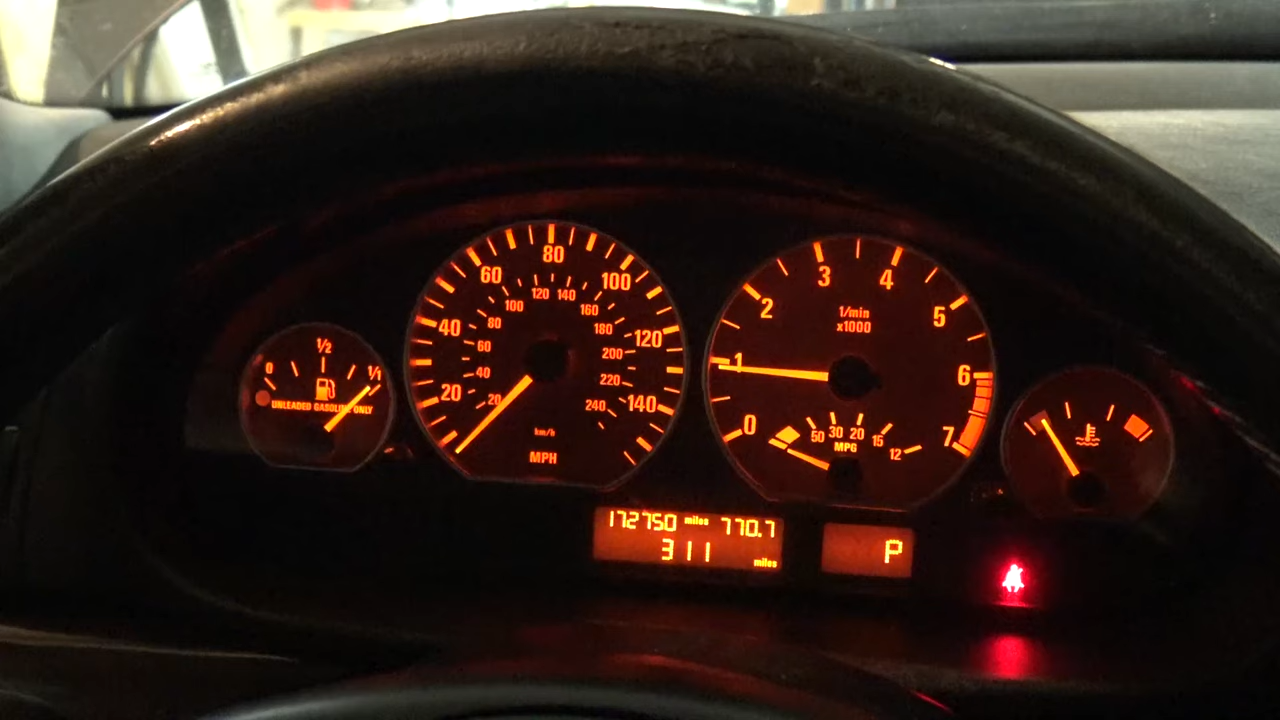 0 1/2 1/1
UNLEADED GASOLINE ONLY
20 40 60 80 100 120 140
20 40 60 80 100 120 140 160 180 200 220 240
km/h
MPH
0 1 2 3 4 5 6 7
1/min
x1000
50 30 20 15 12
MPG
172750 miles 770.7
311 miles
P